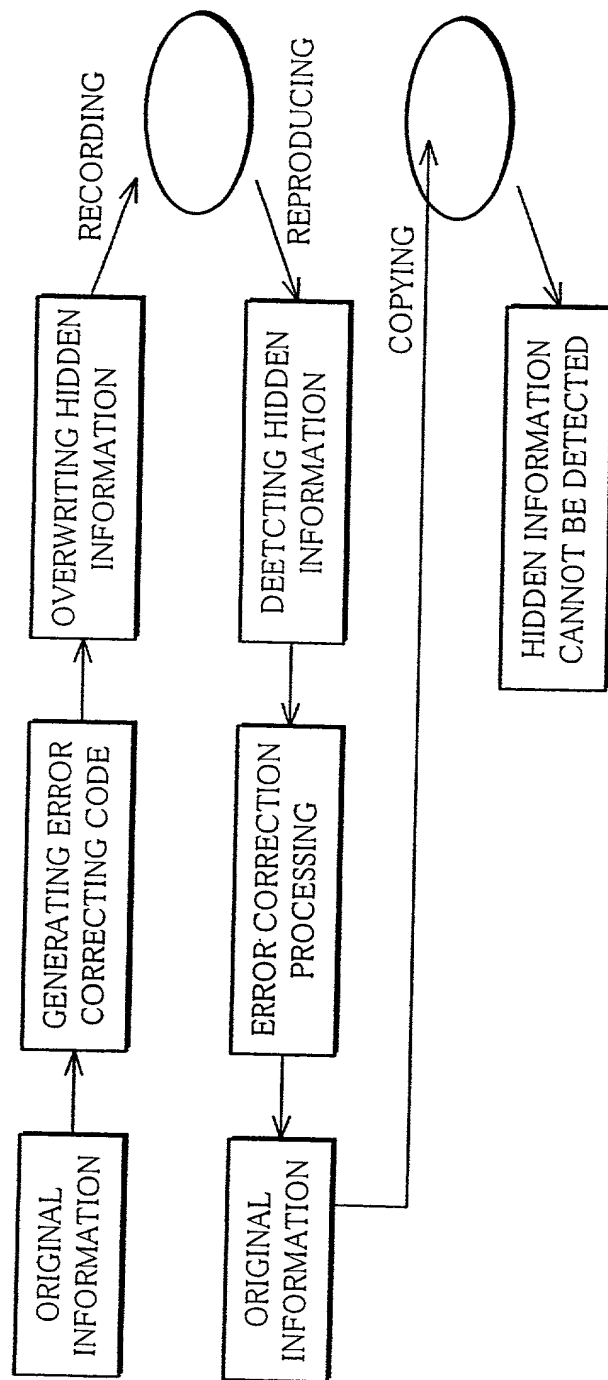 ORIGINAL
INFORMATION
GENERATING ERROR
CORRECTING CODE
OVERWRITING HIDDEN
INFORMATION
RECORDING
ORIGINAL
INFORMATION
ERROR CORRECTION
PROCESSING
DEETCTING HIDDEN
INFORMATION
REPRODUCING
COPYING
HIDDEN INFORMATION
CANNOT BE DETECTED